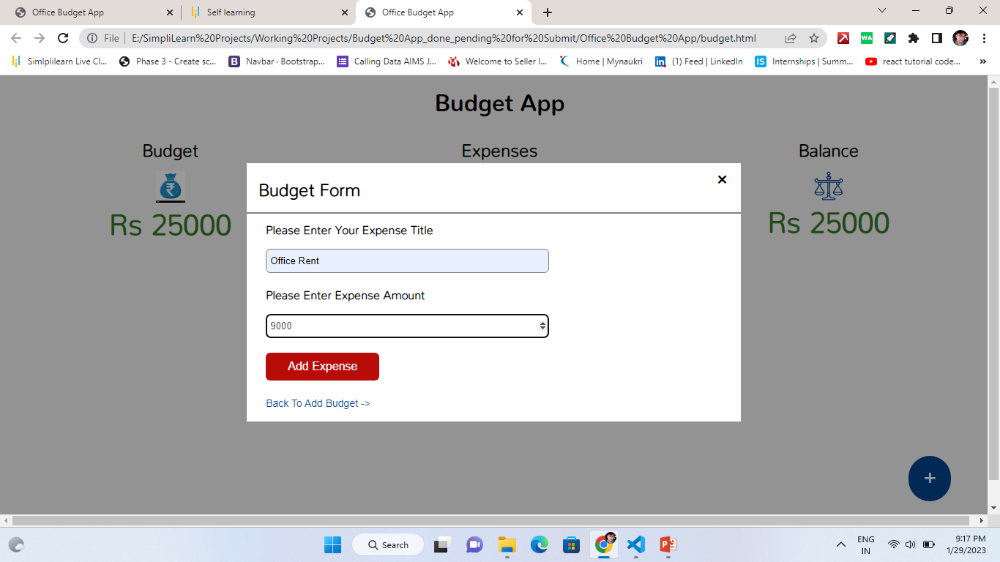 Office Budget App
Self learning
Office Budget App
File
E:/SimpliLearn%20Projects/Working%20Projects/Budget%20App_done_pending%20for%20Submit/Office%20Budget%20App/budget.html
WA
Simlplilearn Live Cl...
Phase 3 - Create sc...
B
Navbar · Bootstrap...
Calling Data AIMS J...
Welcome to Seller I...
Home | Mynaukri
in
(1) Feed | LinkedIn
IS
Internships | Summ...
react tutorial code...
»
Budget App
Budget
Expenses
Balance
Rs 25000
Rs 25000
Budget Form
Please Enter Your Expense Title
Office Rent
Please Enter Expense Amount
9000
Add Expense
Back To Add Budget ->
+
Search
ENG
IN
9:17 PM
1/29/2023